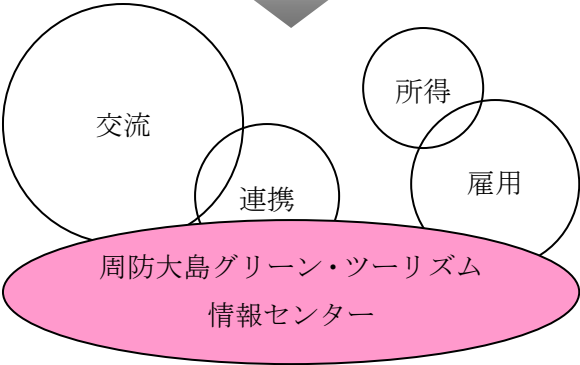 所得
交流
雇用
連携
周防大島グリーン・ツーリズム
情報センター